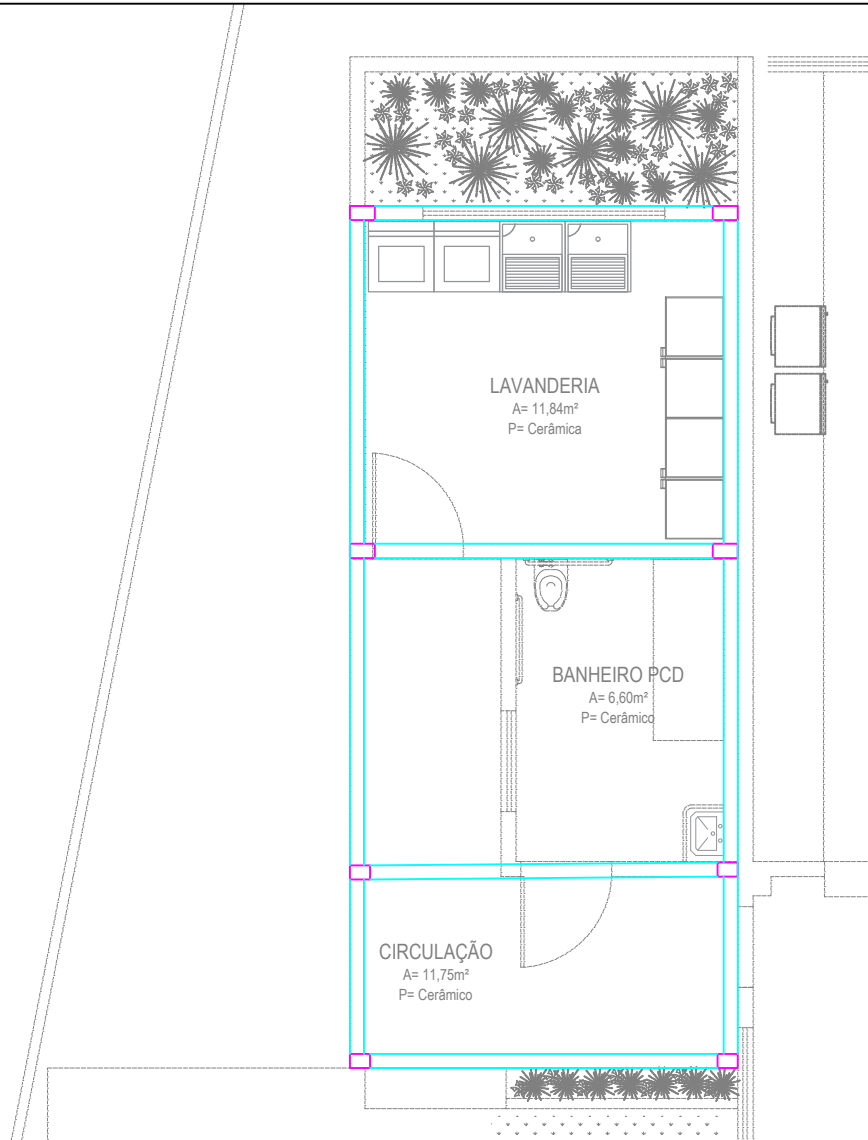 LAVANDERIA
A= 11,84m²
P= Cerâmica
BANHEIRO PCD
A= 6,60m²
P= Cerâmico
CIRCULAÇÃO
A= 11,75m²
P= Cerâmico